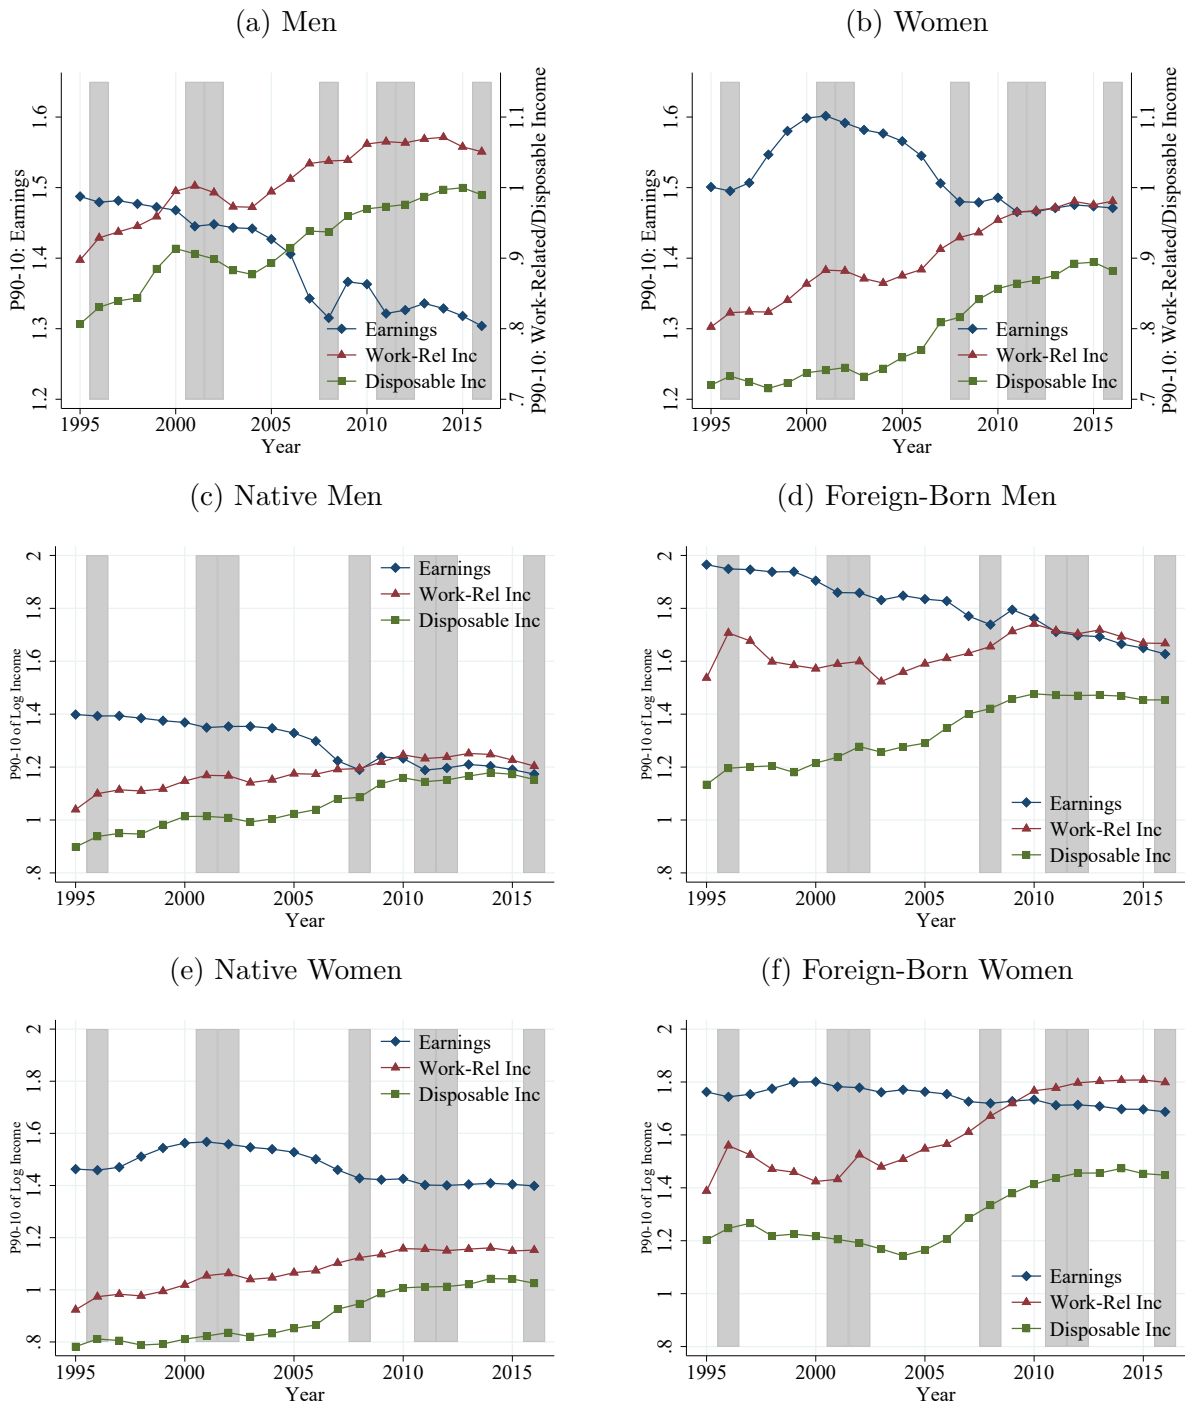 (a) Men
P90-10: Earnings
1.6
1.5
1.4
1.3
1.2
1.1
1
.9
.8
.7
P90-10: Work-Related/Disposable Income
Earnings
Work-Rel Inc
Disposable Inc
1995 2000 2005 2010 2015
Year
(b) Women
P90-10: Earnings
1.6
1.5
1.4
1.3
1.2
1.1
1
.9
.8
.7
P90-10: Work-Related/Disposable Income
Earnings
Work-Rel Inc
Disposable Inc
1995 2000 2005 2010 2015
Year
(c) Native Men
P90-10 of Log Income
2
1.8
1.6
1.4
1.2
1
.8
Earnings
Work-Rel Inc
Disposable Inc
1995 2000 2005 2010 2015
Year
(d) Foreign-Born Men
P90-10 of Log Income
2
1.8
1.6
1.4
1.2
1
.8
Earnings
Work-Rel Inc
Disposable Inc
1995 2000 2005 2010 2015
Year
(e) Native Women
P90-10 of Log Income
2
1.8
1.6
1.4
1.2
1
.8
Earnings
Work-Rel Inc
Disposable Inc
1995 2000 2005 2010 2015
Year
(f) Foreign-Born Women
P90-10 of Log Income
2
1.8
1.6
1.4
1.2
1
.8
Earnings
Work-Rel Inc
Disposable Inc
1995 2000 2005 2010 2015
Year